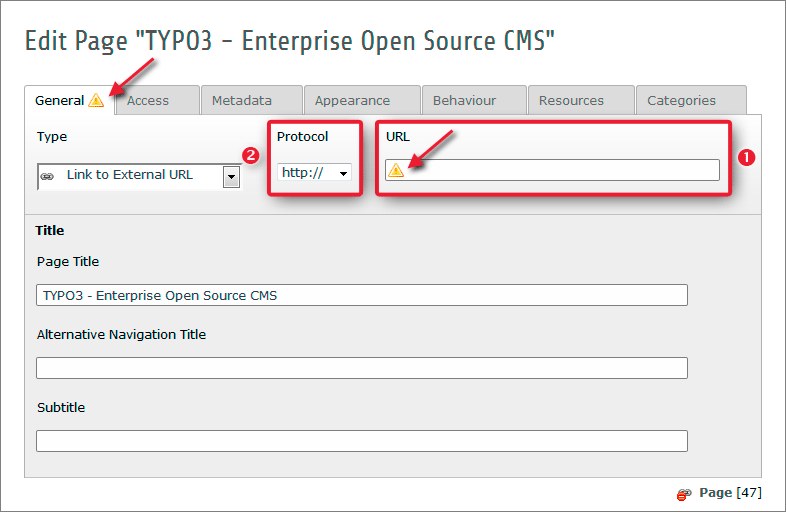 Edit Page "TYPO3 - Enterprise Open Source CMS"
General Access Metadata Appearance Behaviour Resources Categories
Type Protocol URL
Link to External URL 2 http:// 1
Title
Page Title
TYPO3 - Enterprise Open Source CMS
Alternative Navigation Title
Subtitle
Page [47]